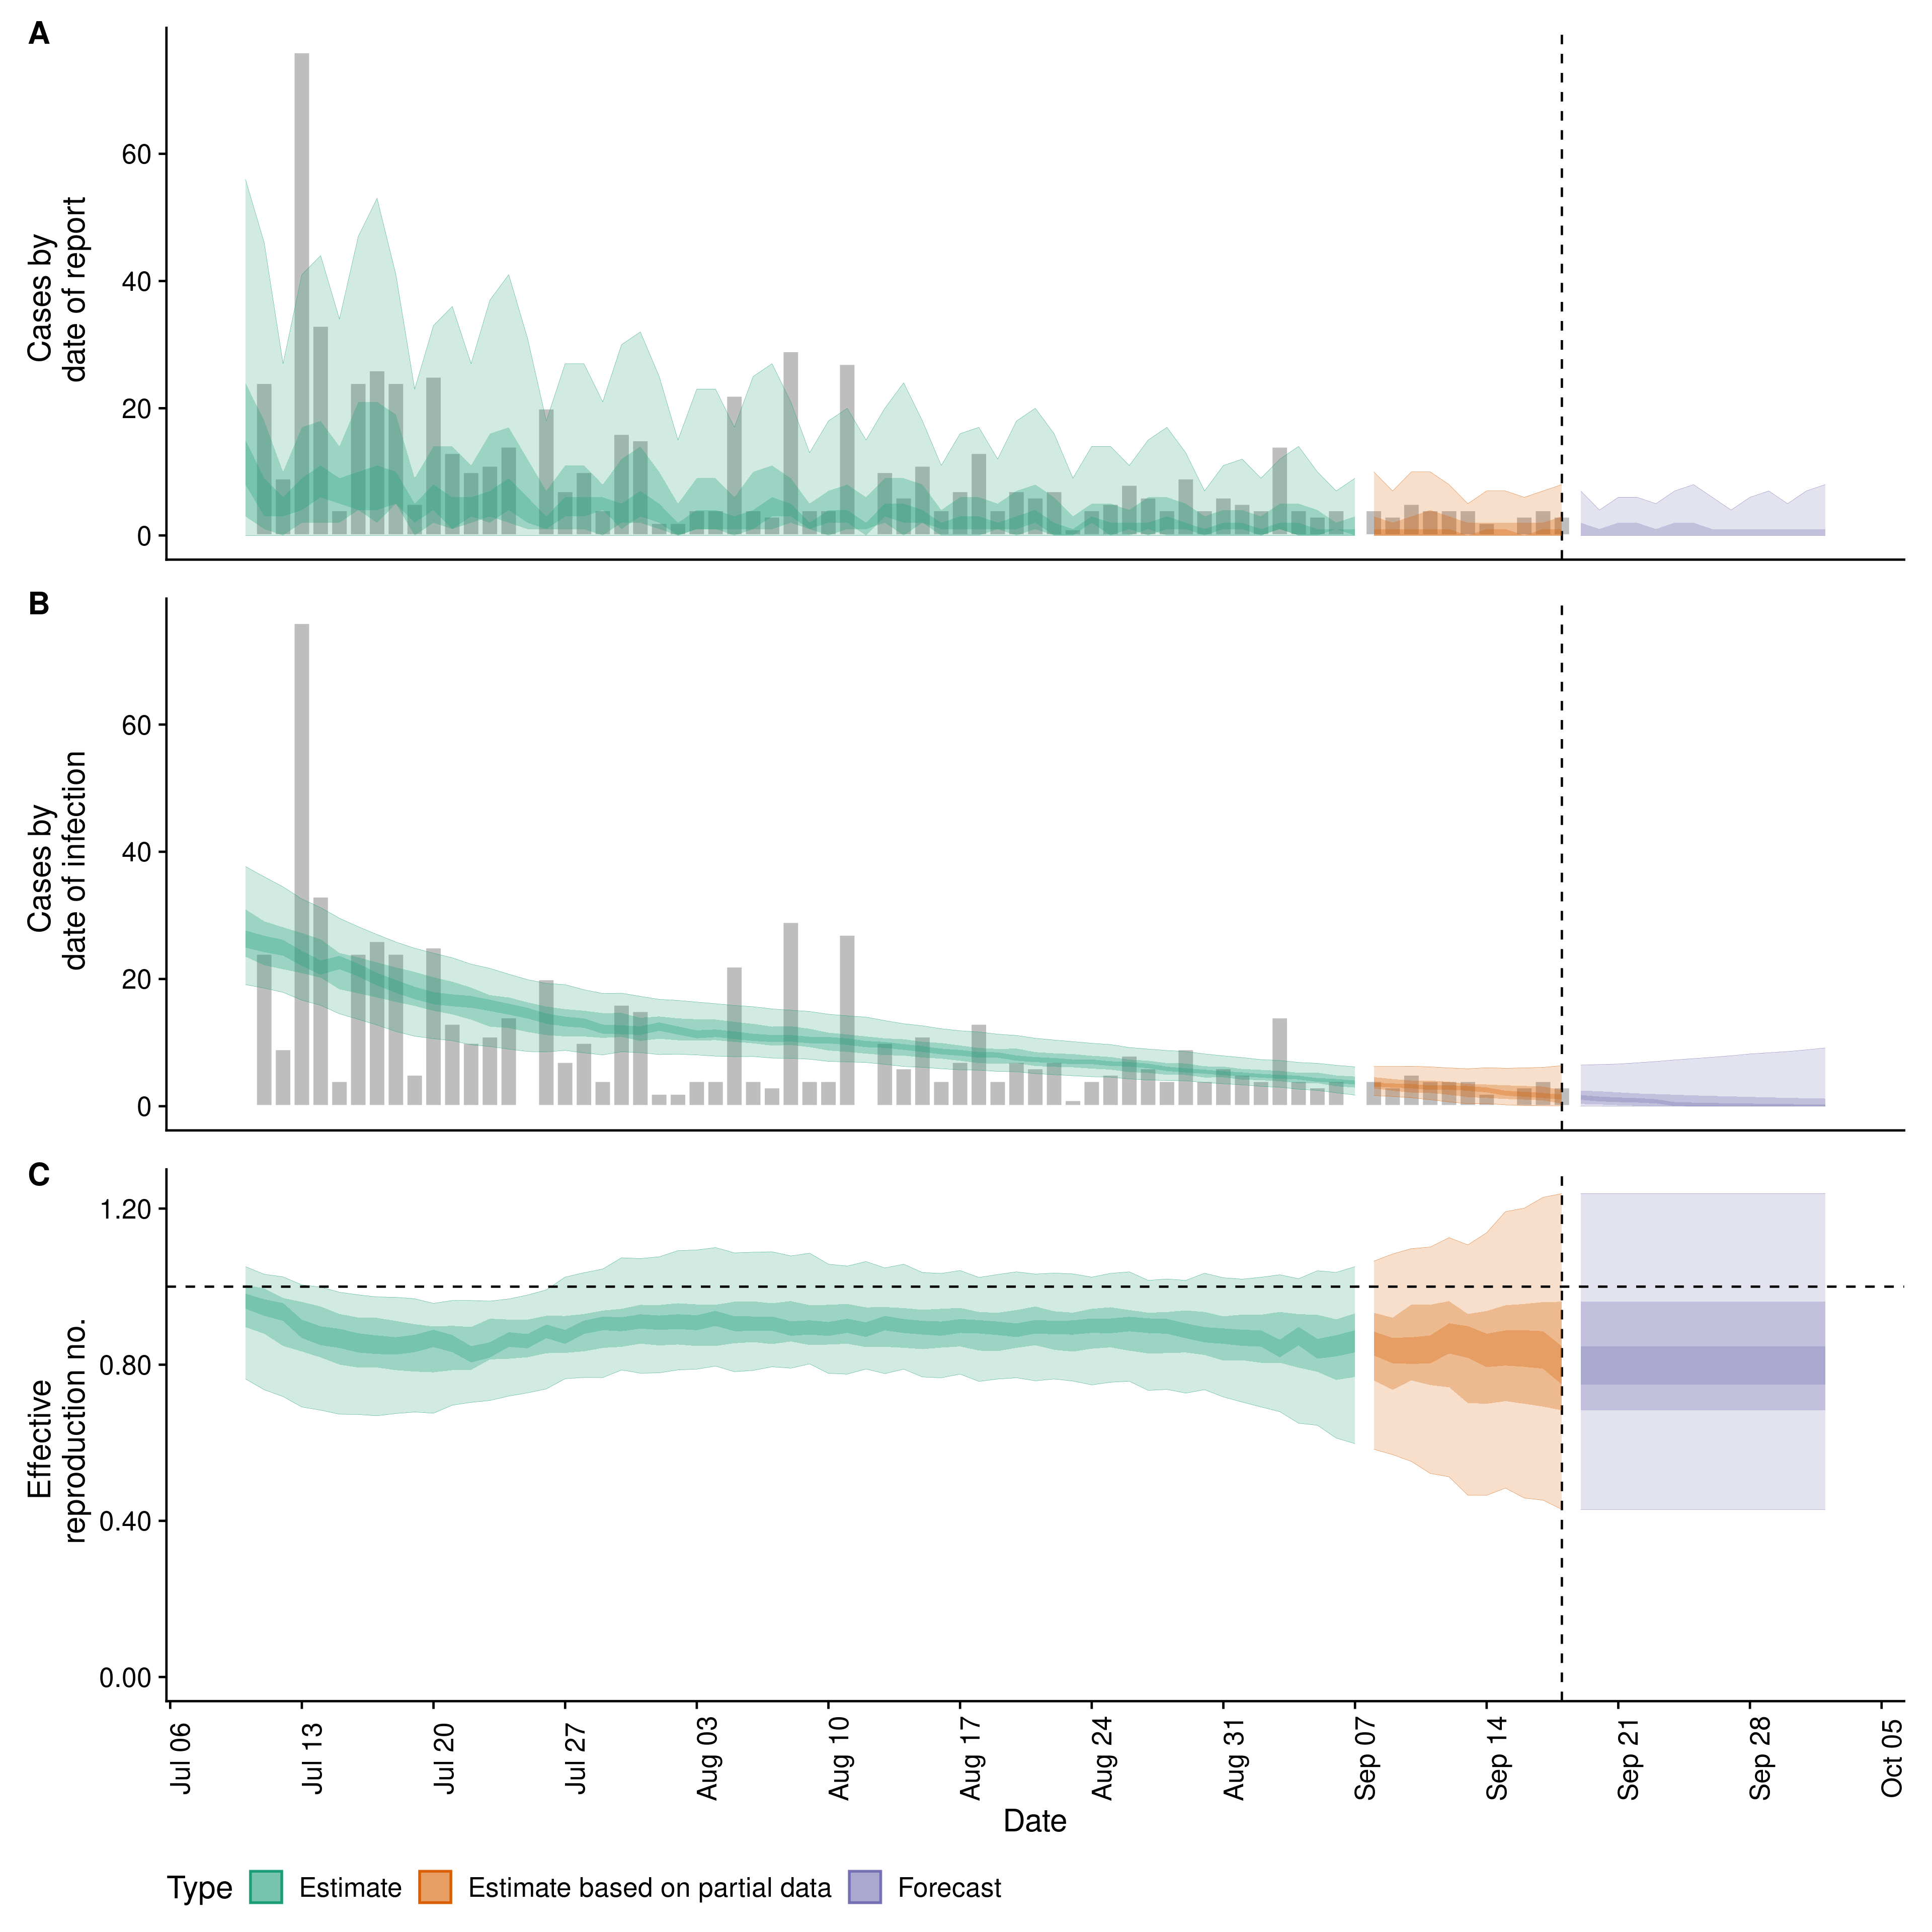 A
Cases by
date of report
60
40
20
0
B
Cases by
date of infection
60
40
20
0
C
Effective
reproduction no.
1.20
0.80
0.40
0.00
Jul 06
Jul 13
Jul 20
Jul 27
Aug 03
Aug 10
Aug 17
Aug 24
Aug 31
Sep 07
Sep 14
Sep 21
Sep 28
Oct 05
Date
Type Estimate Estimate based on partial data Forecast